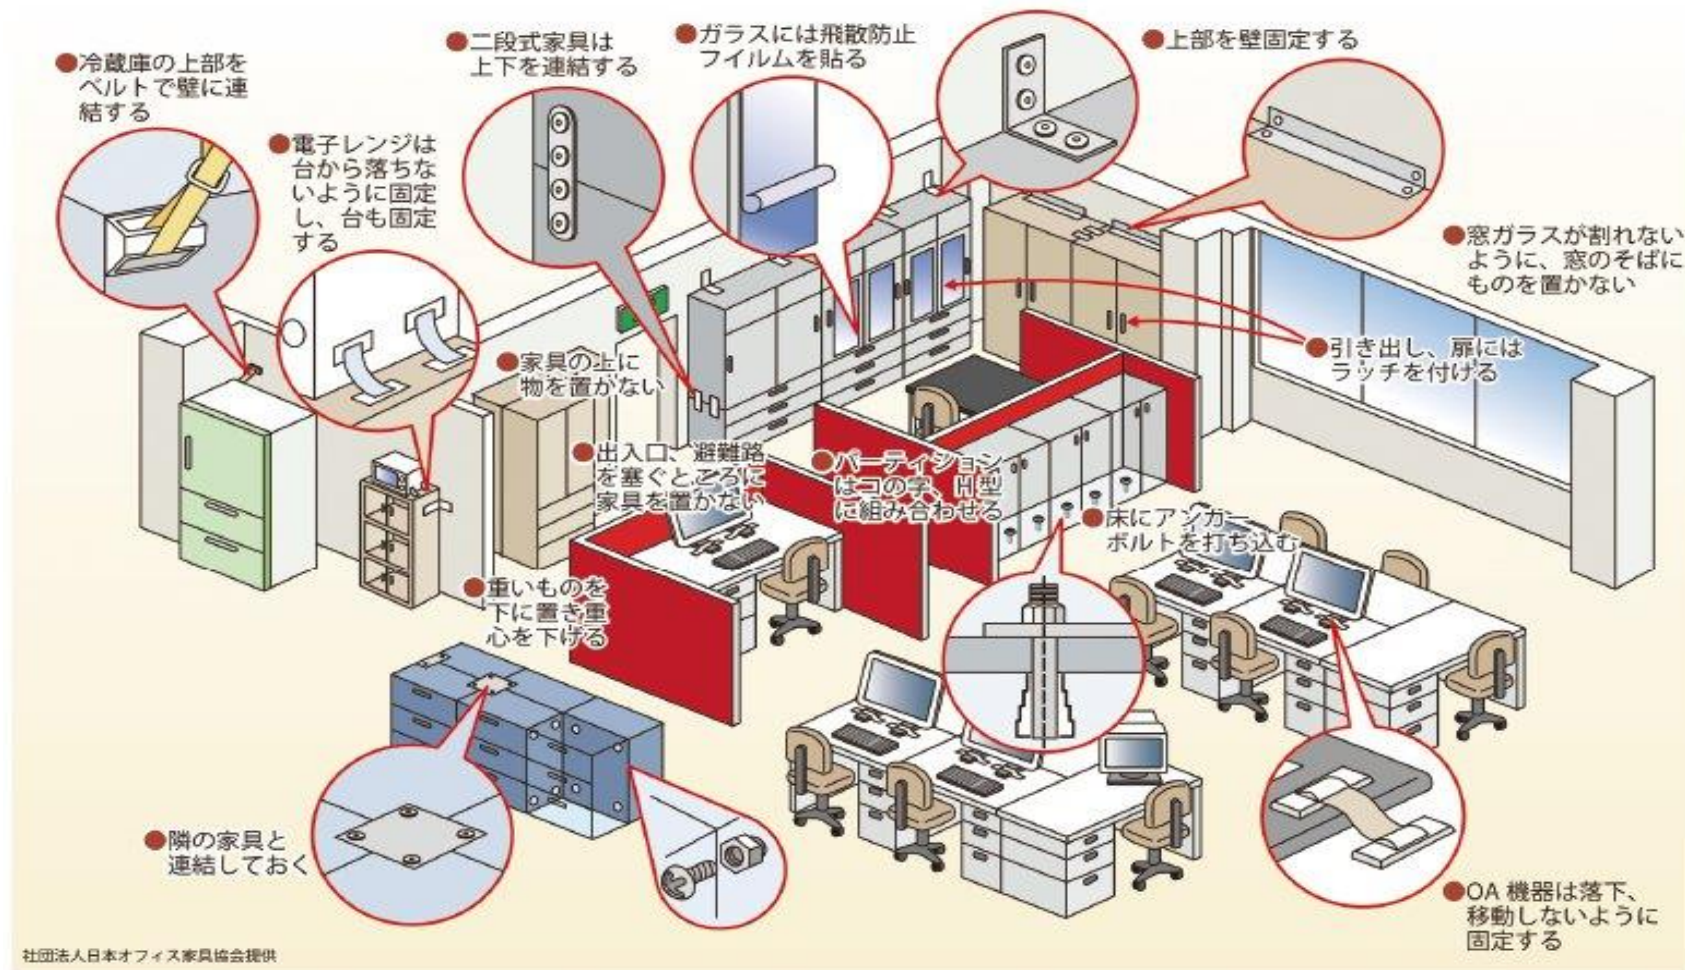 ●冷蔵庫の上部を
ベルトで壁に連
結する
●電子レンジは
台から落ちな
いように固定
し、台も固定
する
●二段式家具は
上下を連結する
●ガラスには飛散防止
フイルムを貼る
●上部を壁固定する
●窓ガラスが割れない
ように、窓のそばに
ものを置かない
●引き出し、扉には
ラッチを付ける
●家具の上に
物を置かない
●出入口、避難路
を塞ぐところに
家具を置かない
●パーティション
はコの字、H型
に組み合わせる
●床にアンカー
ボルトを打ち込む
●重いものを
下に置き重
心を下げる
●隣の家具と
連結しておく
●OA 機器は落下、
移動しないように
固定する
社団法人日本オフィス家具協会提供